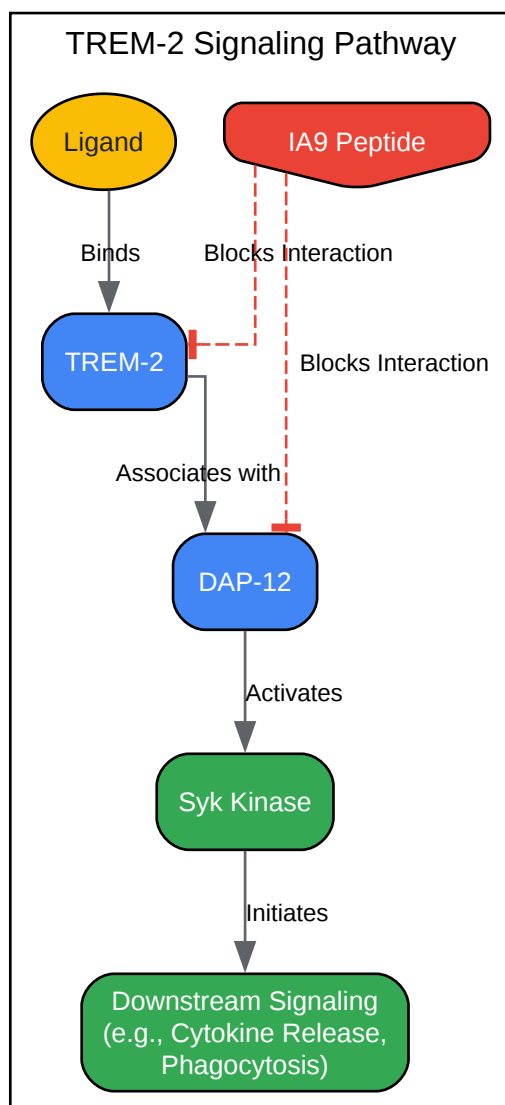 TREM-2 Signaling Pathway
Ligand
IA9 Peptide
Binds
Blocks Interaction
TREM-2
Blocks Interaction
Associates with
DAP-12
Activates
Syk Kinase
Initiates
Downstream Signaling
(e.g., Cytokine Release,
Phagocytosis)